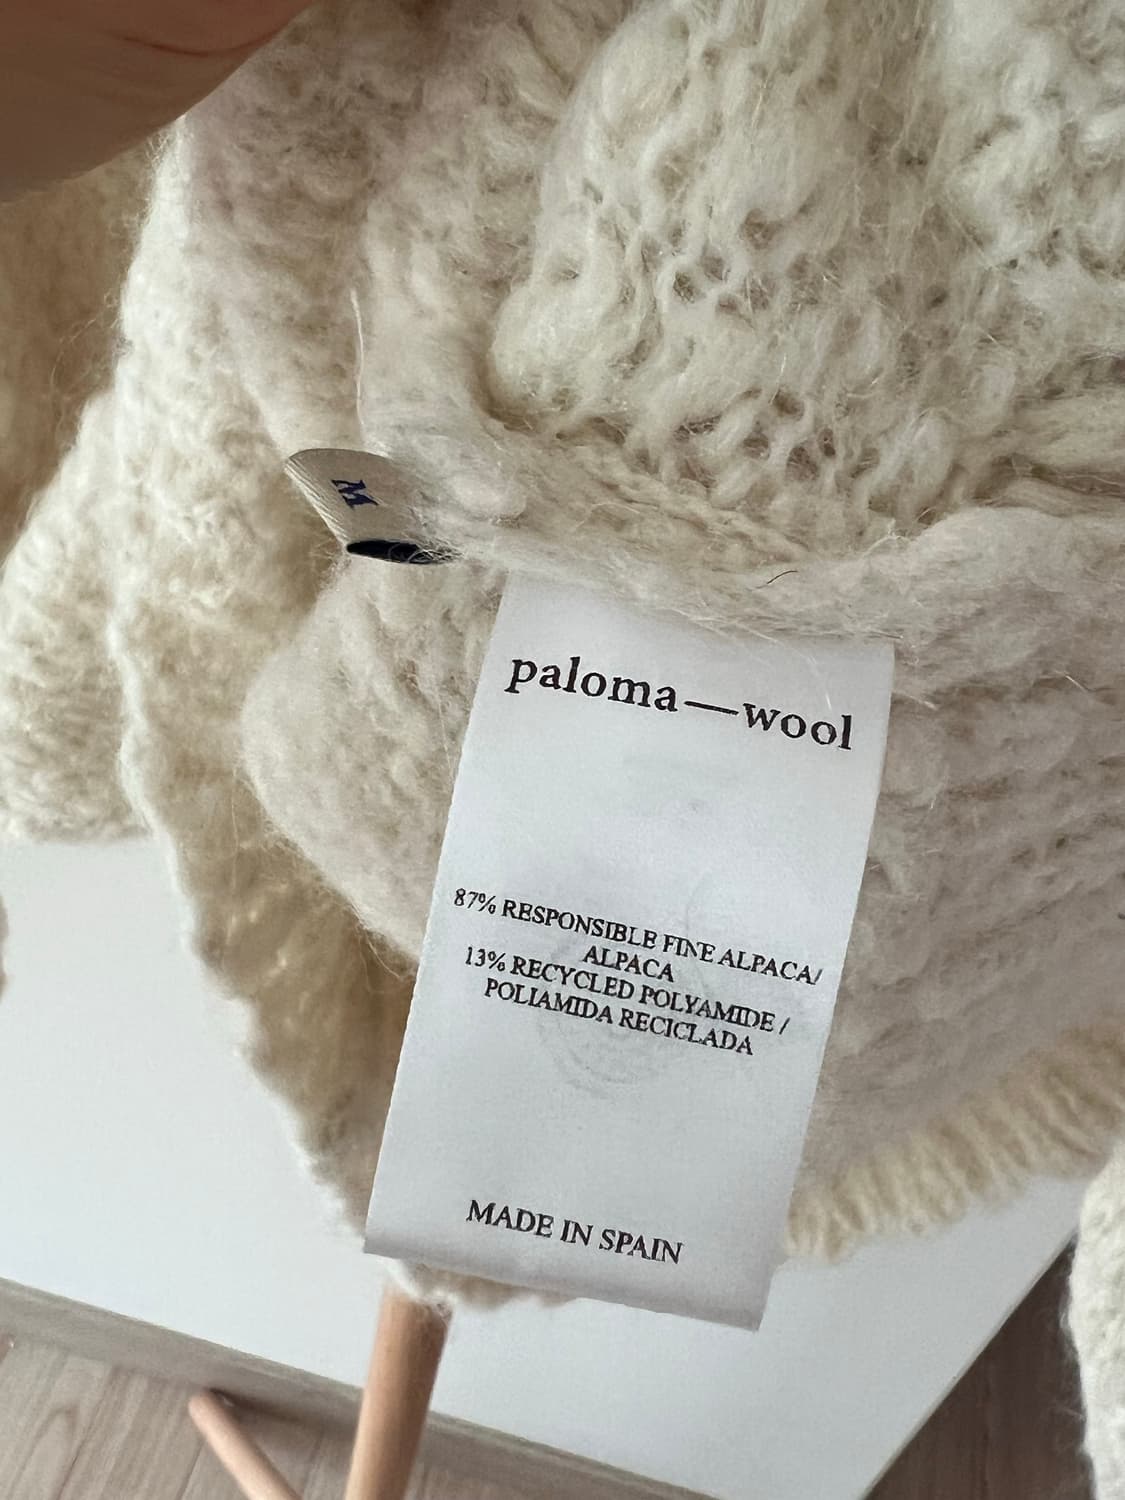 M
paloma—wool
87% RESPONSIBLE FINE ALPACA/
ALPACA
13% RECYCLED POLYAMIDE /
POLIAMIDA RECICLADA
MADE IN SPAIN